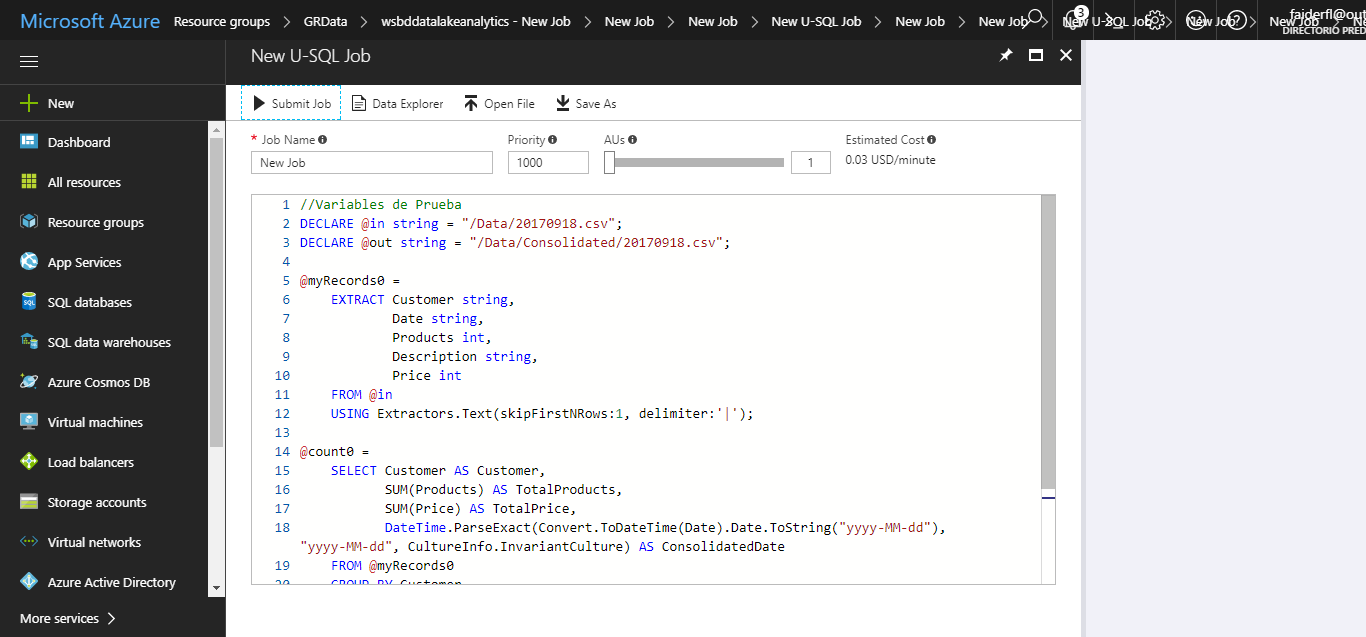 Microsoft Azure Resource groups > GRData > wsbddatalakeanalytics - New Job > New Job > New Job > New U-SQL Job > New Job > New Job > New U-SQL Job > New Job > New Job
3
faiderfl@out
DIRECTORIO PRED
New U-SQL Job
New
Dashboard
All resources
Resource groups
App Services
SQL databases
SQL data warehouses
Azure Cosmos DB
Virtual machines
Load balancers
Storage accounts
Virtual networks
Azure Active Directory
More services >
Submit Job Data Explorer Open File Save As
* Job Name Priority AUs Estimated Cost
New Job 1000 1 0.03 USD/minute
1 //Variables de Prueba
2 DECLARE @in string = "/Data/20170918.csv";
3 DECLARE @out string = "/Data/Consolidated/20170918.csv";
4
5 @myRecords0 =
6 EXTRACT Customer string,
7 Date string,
8 Products int,
9 Description string,
10 Price int
11 FROM @in
12 USING Extractors.Text(skipFirstNRows:1, delimiter:'|');
13
14 @count0 =
15 SELECT Customer AS Customer,
16 SUM(Products) AS TotalProducts,
17 SUM(Price) AS TotalPrice,
18 DateTime.ParseExact(Convert.ToDateTime(Date).Date.ToString("yyyy-MM-dd"),
"yyyy-MM-dd", CultureInfo.InvariantCulture) AS ConsolidatedDate
19 FROM @myRecords0
20 GROUP BY Customer